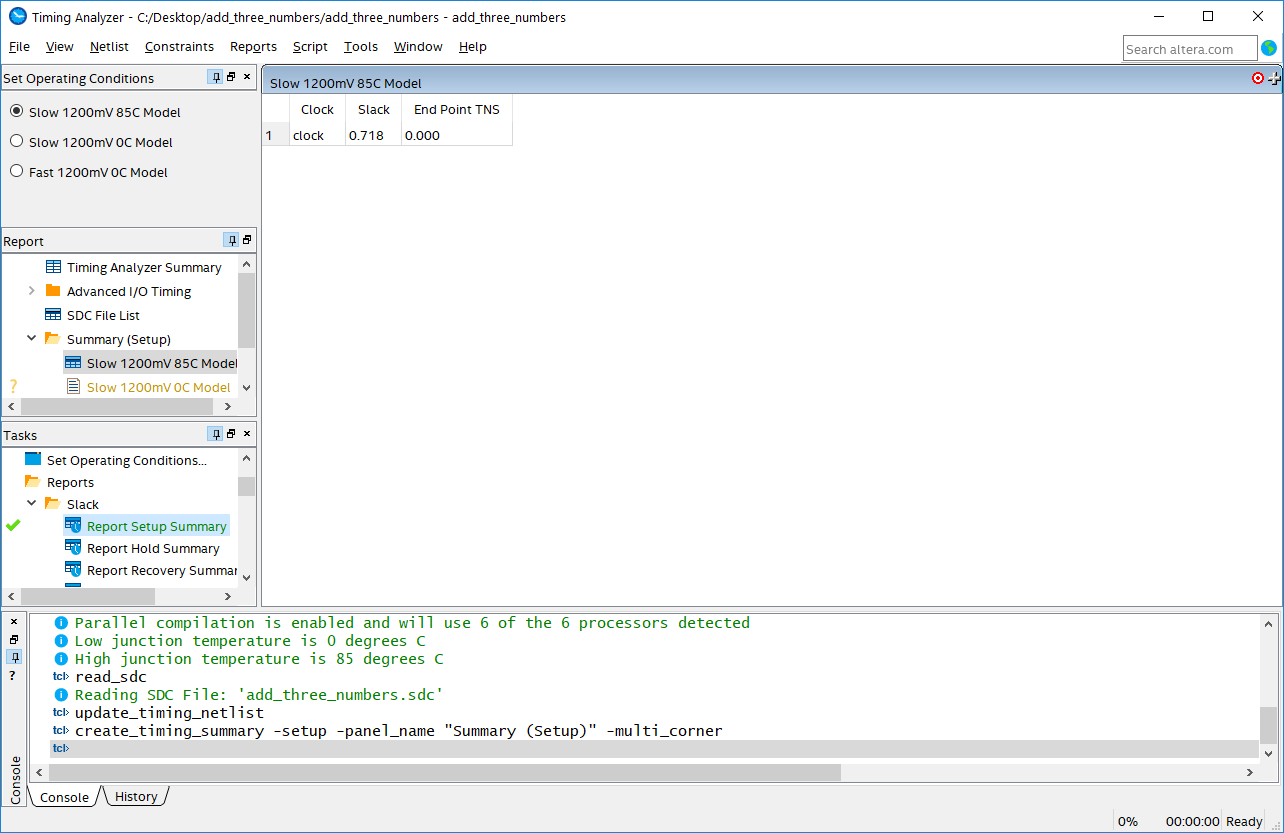 Timing Analyzer - C:/Desktop/add_three_numbers/add_three_numbers - add_three_numbers
File View Netlist Constraints Reports Script Tools Window Help
Search altera.com
Set Operating Conditions
Slow 1200mV 85C Model
Slow 1200mV 0C Model
Fast 1200mV 0C Model
Report
Timing Analyzer Summary
Advanced I/O Timing
SDC File List
Summary (Setup)
Slow 1200mV 85C Model
? Slow 1200mV 0C Model
Tasks
Set Operating Conditions...
Reports
Slack
Report Setup Summary
Report Hold Summary
Report Recovery Summar
Slow 1200mV 85C Model
Clock Slack End Point TNS
1 clock 0.718 0.000
Parallel compilation is enabled and will use 6 of the 6 processors detected
Low junction temperature is 0 degrees C
High junction temperature is 85 degrees C
tcl> read_sdc
Reading SDC File: 'add_three_numbers.sdc'
tcl> update_timing_netlist
tcl> create_timing_summary -setup -panel_name "Summary (Setup)" -multi_corner
tcl>
?
Console
Console History
0% 00:00:00 Ready